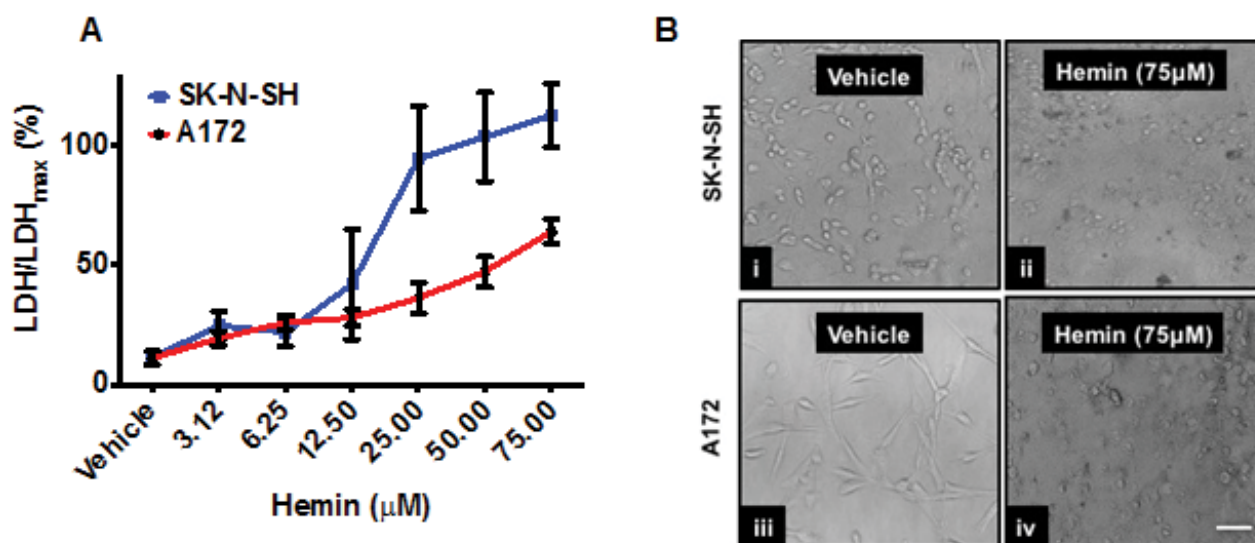 A
SK-N-SH
A172
LDH/LDHmax (%)
100
50
0
Vehicle
3.12
6.25
12.50
25.00
50.00
75.00
Hemin (μM)
B
Vehicle
Hemin (75μM)
SK-N-SH
i
ii
Vehicle
Hemin (75μM)
A172
iii
iv